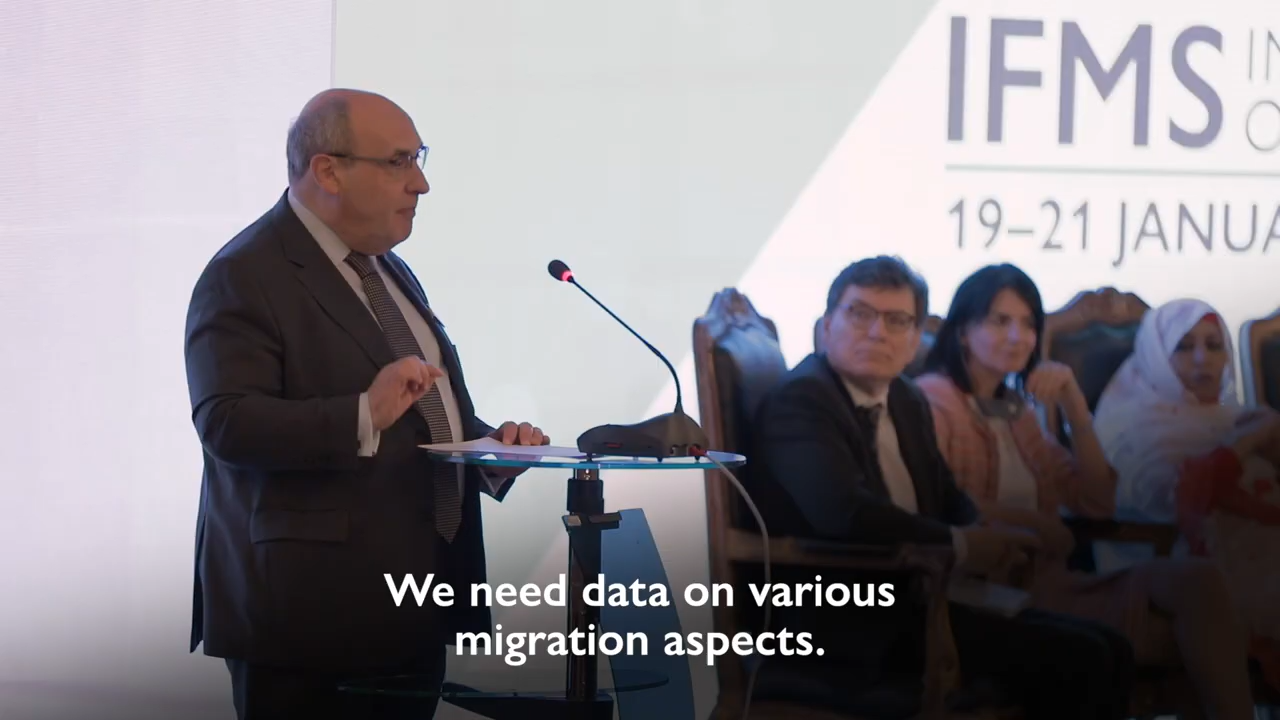 IFMS
19–21 JANUA
We need data on various
migration aspects.